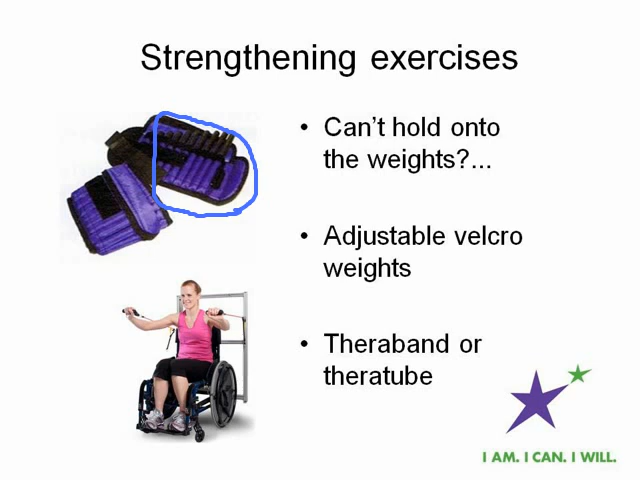 Strengthening exercises
• Can't hold onto
the weights?...
• Adjustable velcro
weights
• Theraband or
theratube
I AM. I CAN. I WILL.